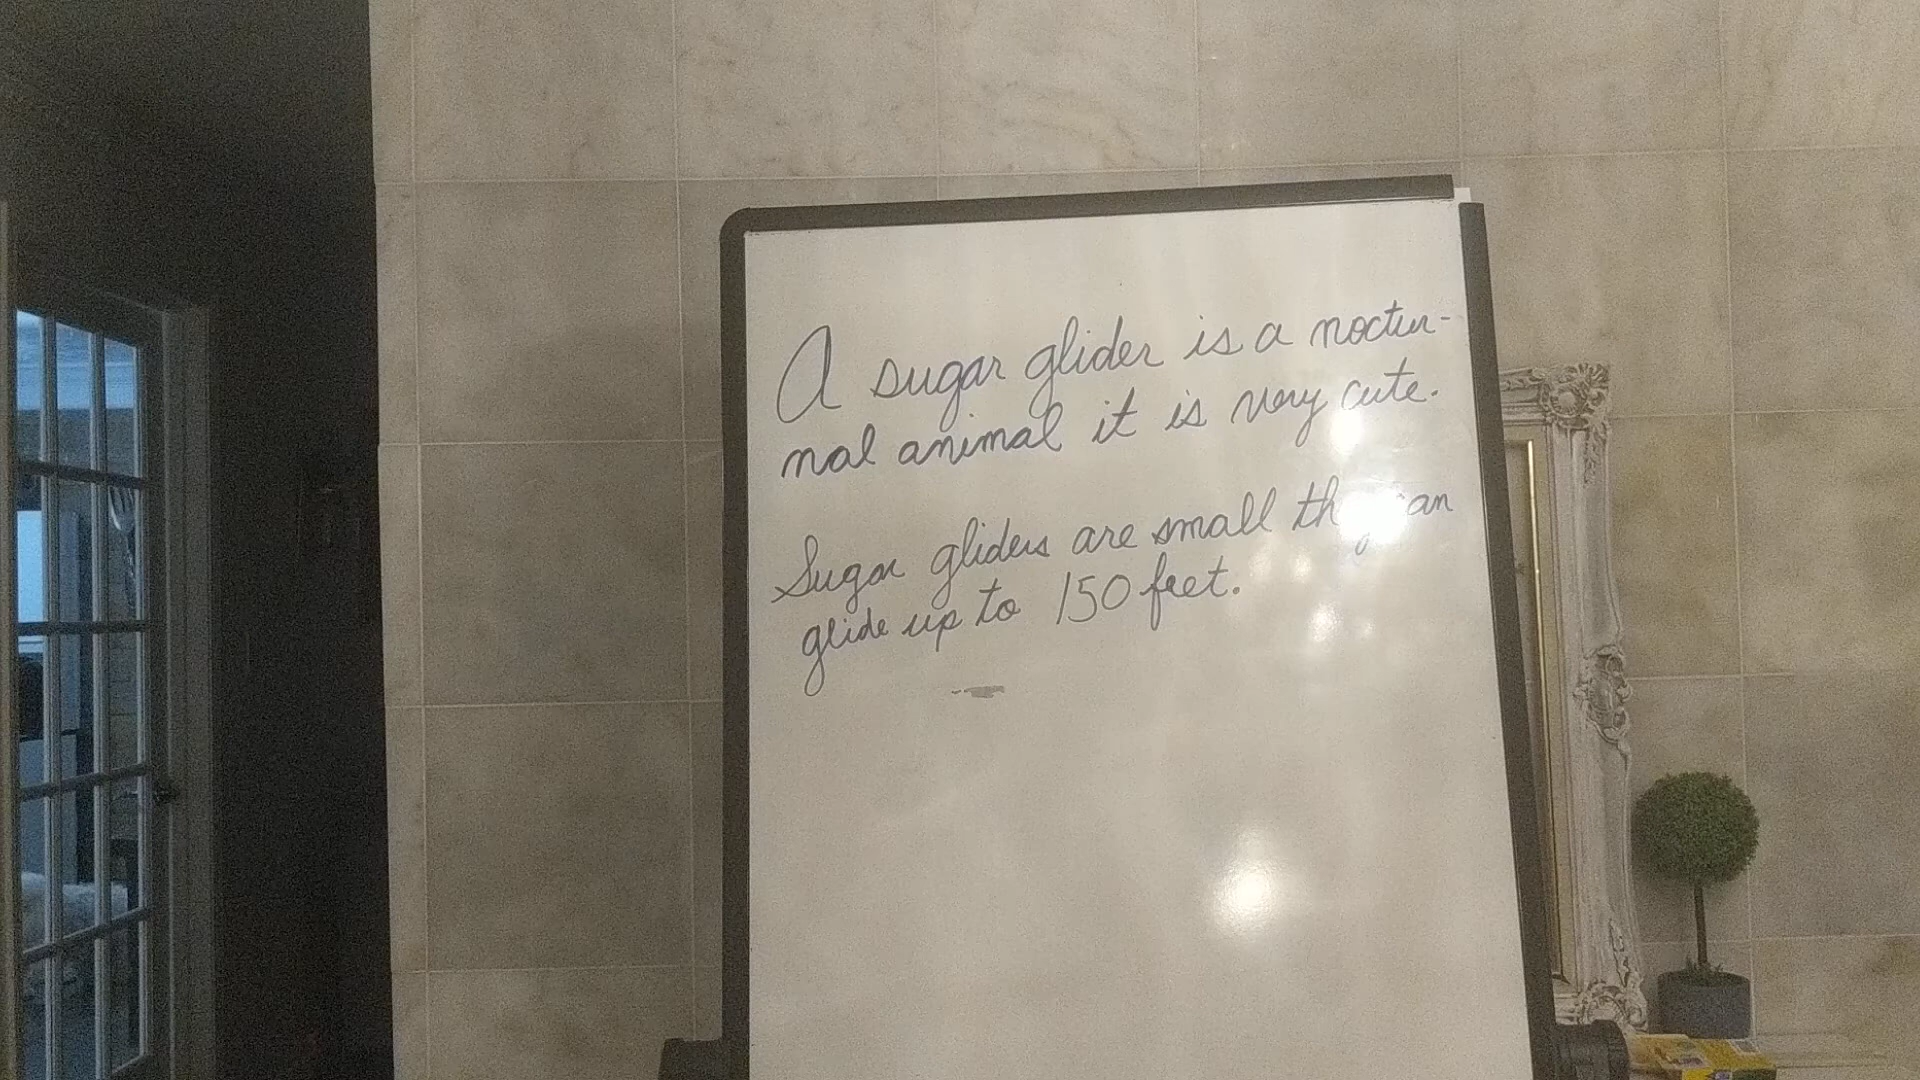 A sugar glider is a noctur-
nal animal it is very cute.
Sugar gliders are small
glide up to 150 feet.